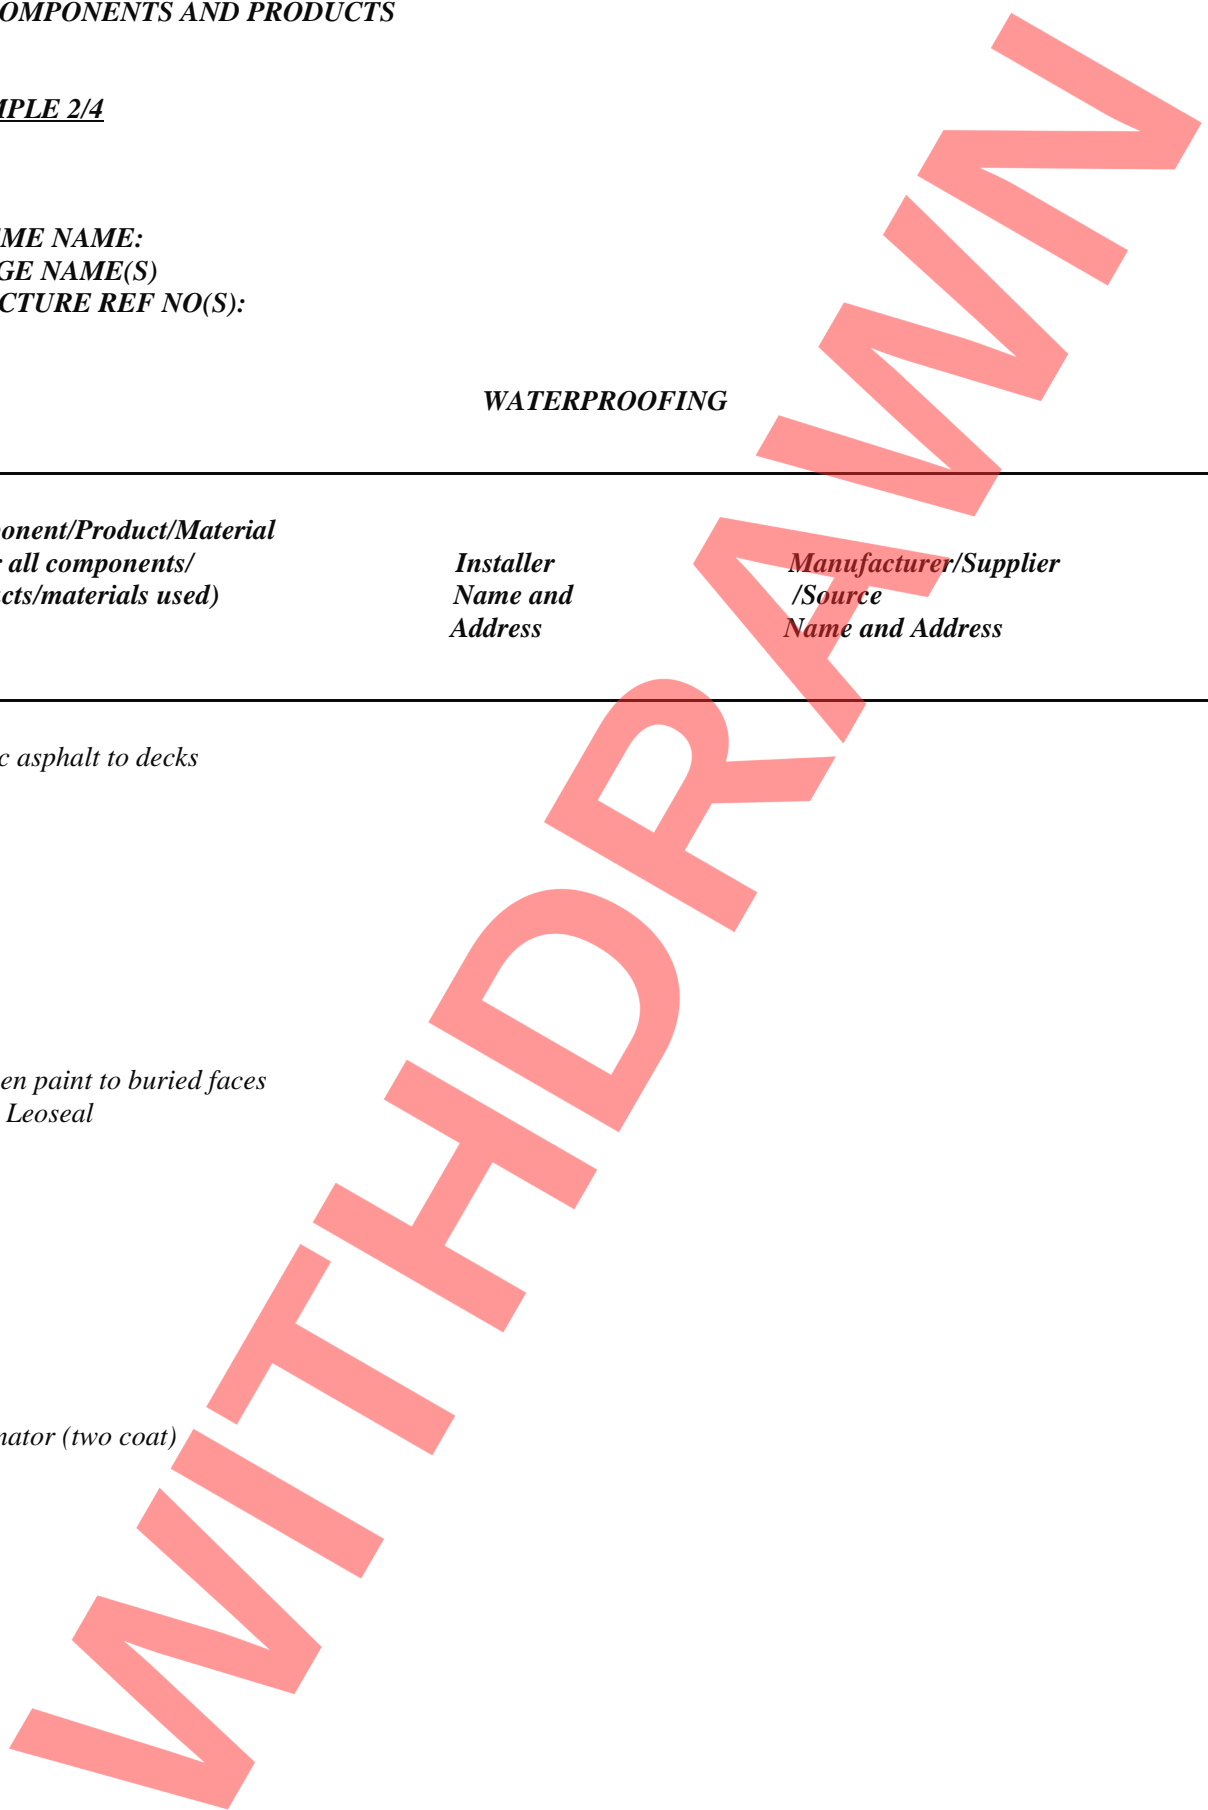 OMPONENTS AND PRODUCTS
MPLE 2/4
EME NAME:
GE NAME(S)
CTURE REF NO(S):
WATERPROOFING
onent/Product/Material
r all components/
cts/materials used)
Installer
Name and
Address
Manufacturer/Supplier
/Source
Name and Address
c asphalt to decks
en paint to buried faces
Leoseal
nator (two coat)
WITHDRAWN